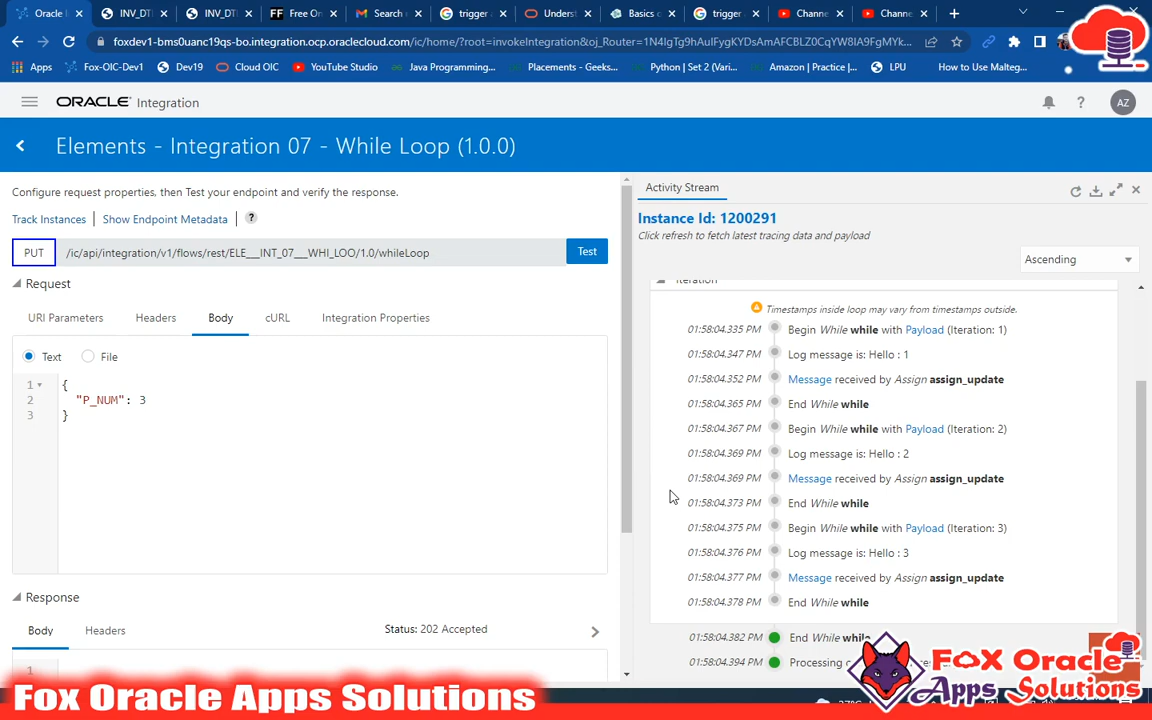 Oracle I
INV_DTI
INV_DTI
Free On
Search r
trigger a
Underst
Basics o
trigger
Channe
Channe
foxdev1-bms0uanc19qs-bo.integration.ocp.oraclecloud.com/ic/home/?root=invokeIntegration&oj_Router=
Apps
Fox-OIC-Dev1
Dev19
Cloud OIC
YouTube Studio
Java Programming...
Placements - Geeks...
Python | Set 2 (Vari...
Amazon | Practice |...
LPU
How to Use Malteg...
ORACLE Integration
AZ
Elements - Integration 07 - While Loop (1.0.0)
Configure request properties, then Test your endpoint and verify the response.
Track Instances
Show Endpoint Metadata
?
PUT
/ic/api/integration/v1/flows/rest/ELE__INT_07__WHI_LOO/1.0/whileLoop
Test
Request
URI Parameters
Headers
Body
cURL
Integration Properties
Text
File
1 {
2 "P_NUM": 3
3 }
Response
Body
Headers
Status: 202 Accepted
1
Activity Stream
Instance Id: 1200291
Click refresh to fetch latest tracing data and payload
Ascending
Iteration
Timestamps inside loop may vary from timestamps outside.
01:58:04.335 PM Begin While while with Payload (Iteration: 1)
01:58:04.347 PM Log message is: Hello : 1
01:58:04.352 PM Message received by Assign assign_update
01:58:04.365 PM End While while
01:58:04.367 PM Begin While while with Payload (Iteration: 2)
01:58:04.369 PM Log message is: Hello : 2
01:58:04.369 PM Message received by Assign assign_update
01:58:04.373 PM End While while
01:58:04.375 PM Begin While while with Payload (Iteration: 3)
01:58:04.376 PM Log message is: Hello : 3
01:58:04.377 PM Message received by Assign assign_update
01:58:04.378 PM End While while
01:58:04.382 PM End While while
01:58:04.394 PM Processing
Fox Oracle Apps Solutions
FOX Oracle
Apps Solutions